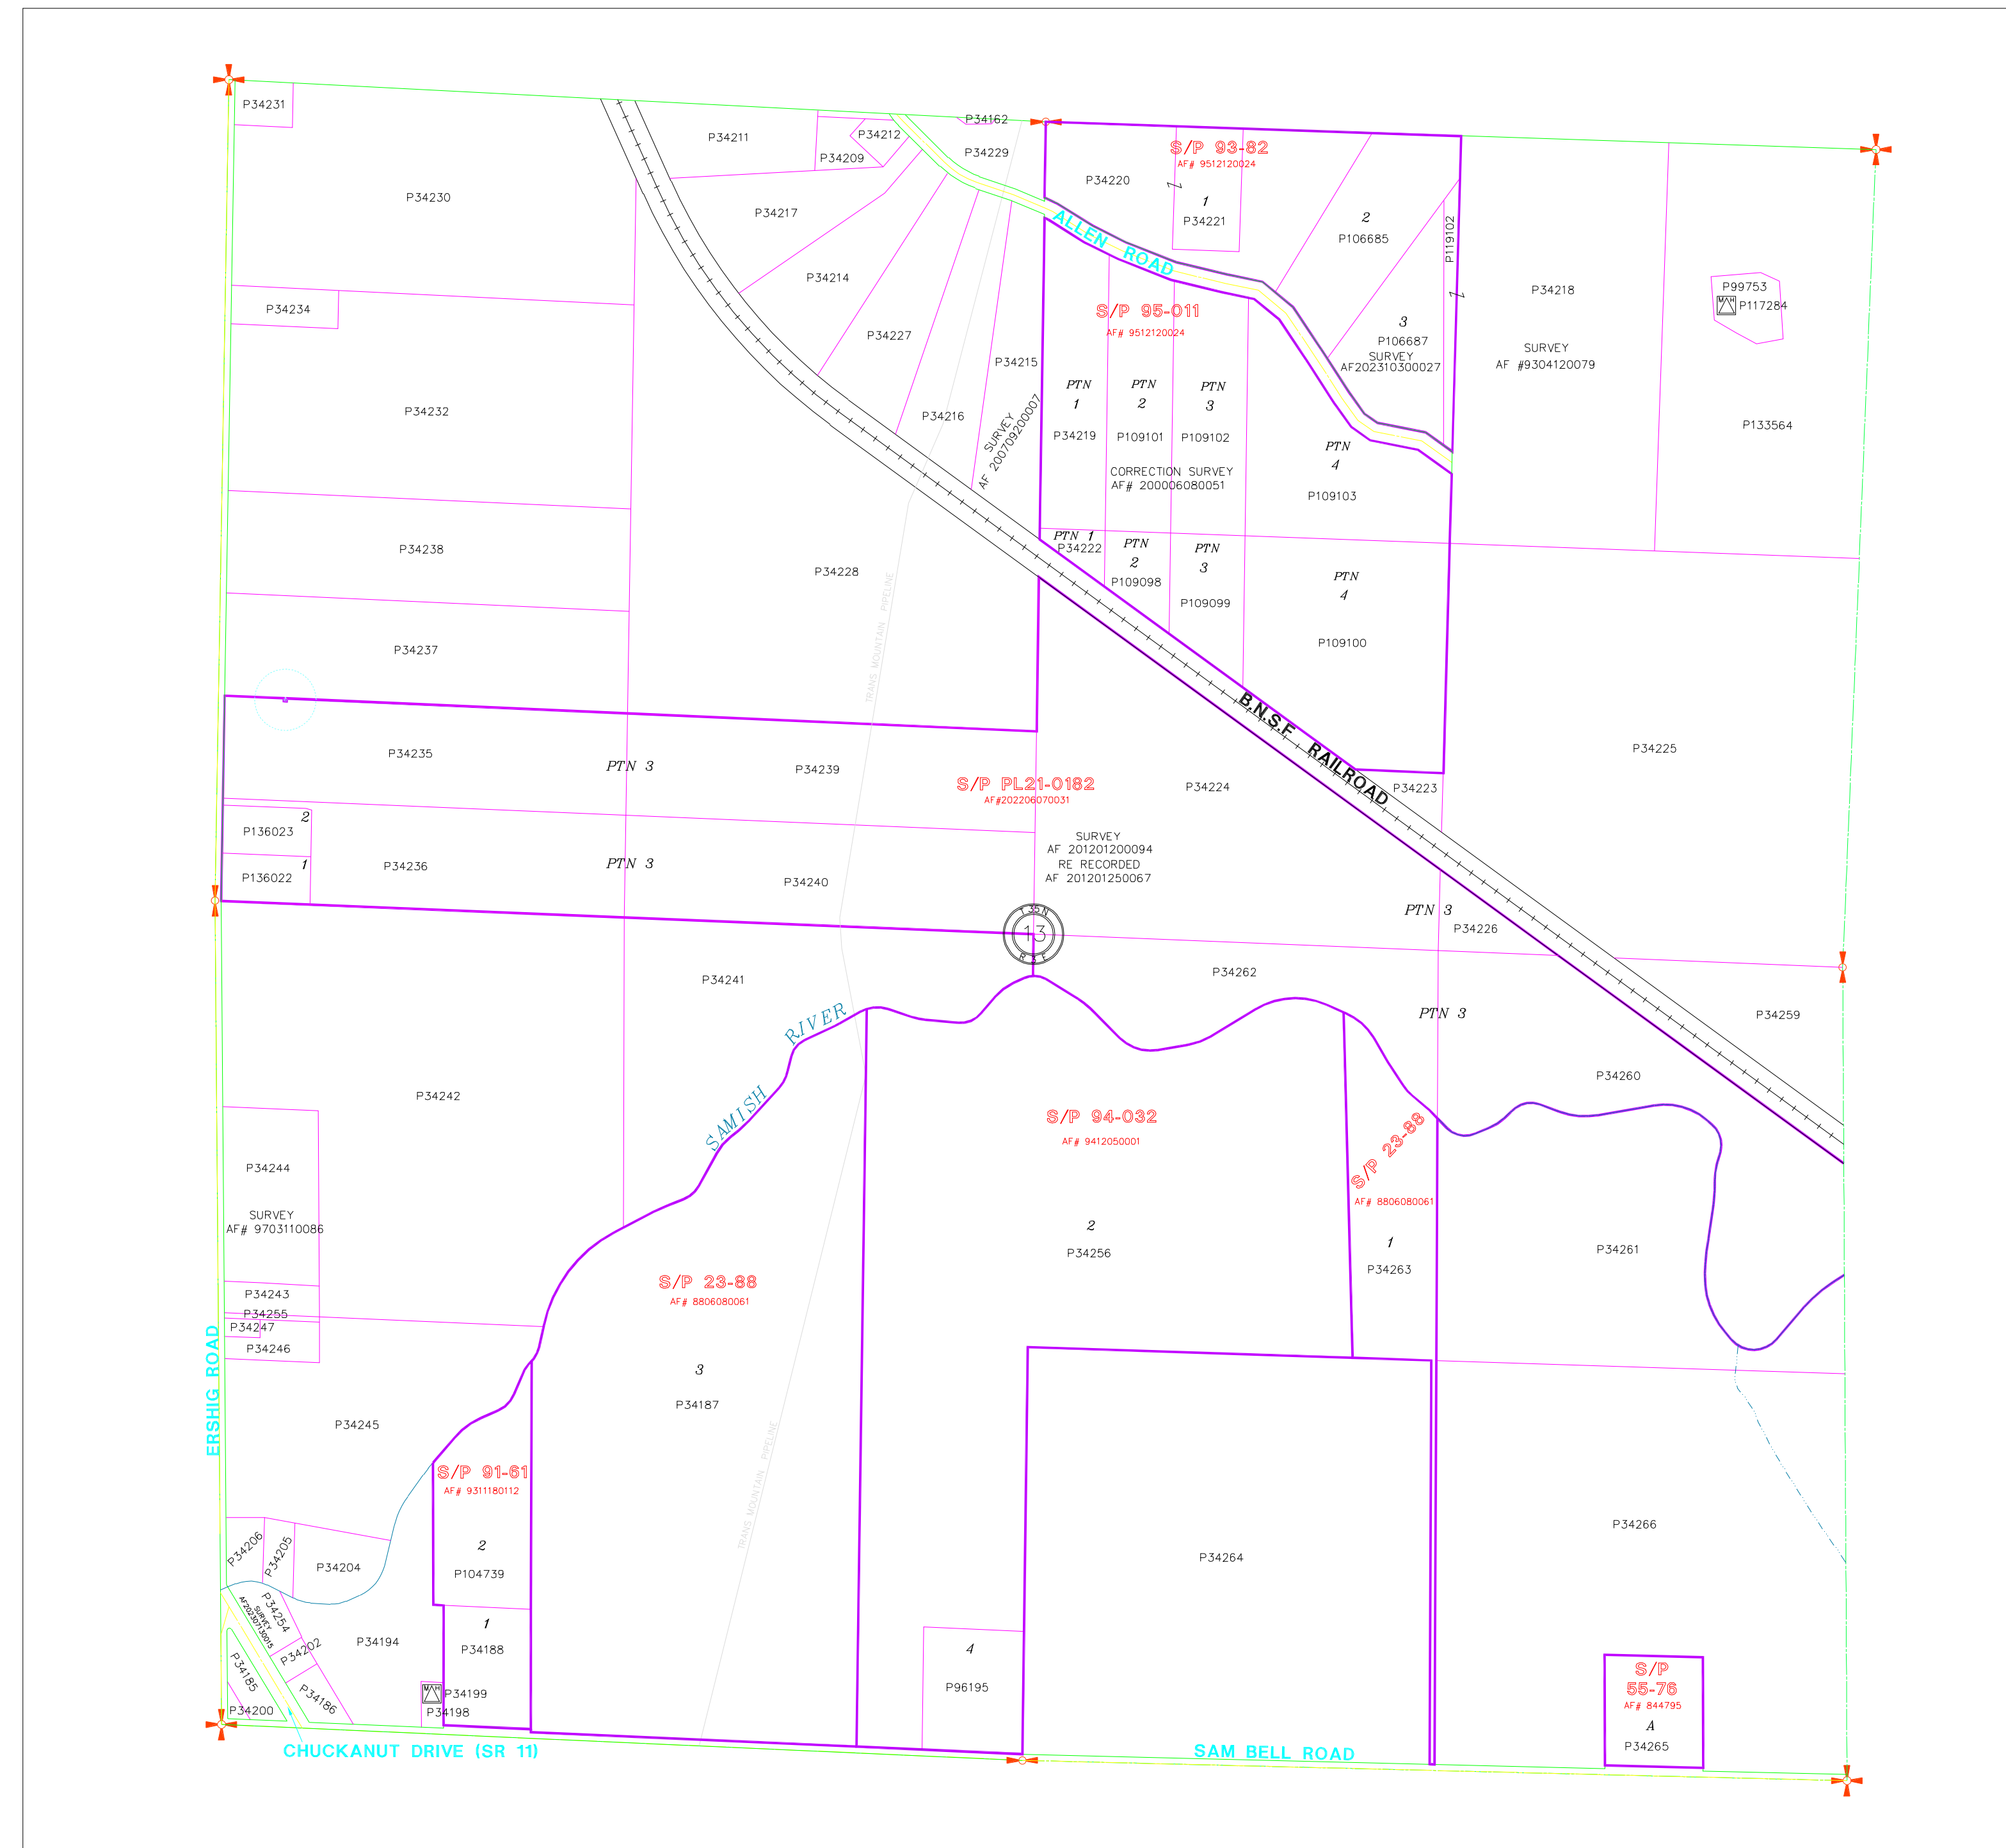 P34231
P34162
P34211
P34212
P34209
P34229
S/P 93-82
AF# 9512120024
P34220
1
P34221
2
P106685
P119102
P34230
P34217
ALLEN ROAD
P34214
P34218
P99753
MH P117284
P34234
S/P 95-011
AF# 9512120024
3
P106687
SURVEY
AF202310300027
SURVEY
AF #9304120079
P34227
P34215
P34232
P34216
SURVEY
AF 200709200007
PTN
1
P34219
PTN
2
P109101
PTN
3
P109102
PTN
4
P109103
P133564
CORRECTION SURVEY
AF# 200006080051
P34238
PTN 1
P34222
PTN
2
P109098
PTN
3
P109099
PTN
4
P109100
P34228
TRANS MOUNTAIN PIPELINE
P34237
B.N.S.F. RAILROAD
P34235
PTN 3
P34239
S/P PL21-0182
AF#202206070031
P34224
P34223
P34225
2
P136023
1
P136022
P34236
PTN 3
P34240
SURVEY
AF 201201200094
RE RECORDED
AF 201201250067
T35N
13
R 3 E
PTN 3
P34226
P34241
P34262
PTN 3
P34259
SAMISH RIVER
P34242
P34260
S/P 94-032
AF# 9412050001
S/P 23-88
AF# 8806080061
P34244
SURVEY
AF# 9703110086
2
P34256
1
P34263
P34261
S/P 23-88
AF# 8806080061
P34243
P34255
P34247
P34246
ERSHIG ROAD
3
P34187
P34245
S/P 91-61
AF# 9311180112
TRANS MOUNTAIN PIPELINE
2
P104739
P34206
P34205
P34204
P34264
P34266
P34254
SURVEY
AF202307130015
P34202
P34194
1
P34188
4
P96195
P34185
P34186
P34200
MH P34199
P34198
S/P
55-76
AF# 844795
A
P34265
CHUCKANUT DRIVE (SR 11)
SAM BELL ROAD